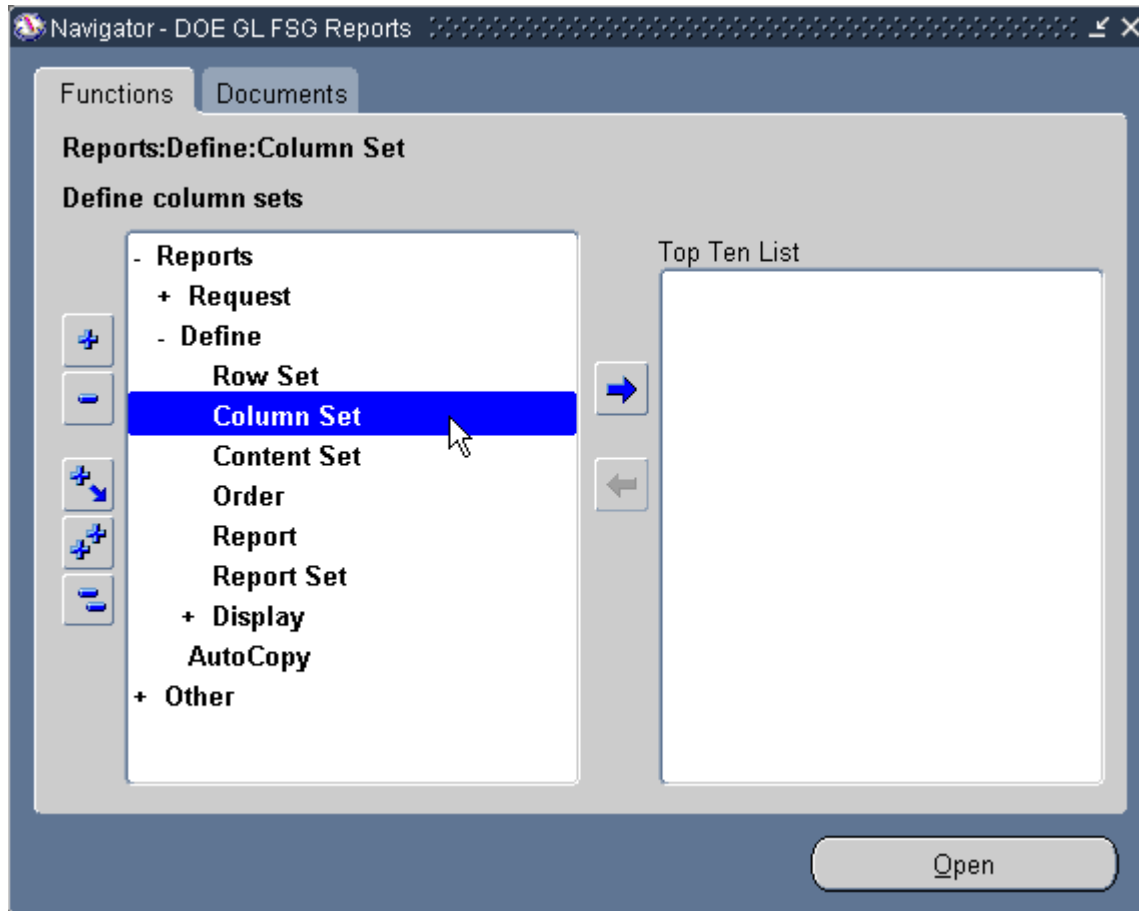 Navigator - DOE GL FSG Reports
Functions Documents
Reports:Define:Column Set
Define column sets
Top Ten List
- Reports
+ Request
- Define
Row Set
Column Set
Content Set
Order
Report
Report Set
+ Display
AutoCopy
+ Other
Open